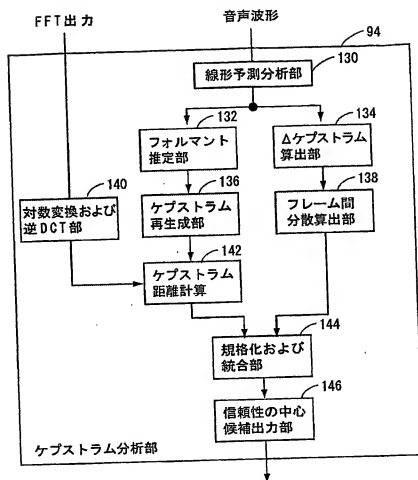 FFT出力
音声波形
94
線形予測分析部
130
132
フォルマント
推定部
134
Δケプストラム
算出部
140
対数変換および
逆DCT部
136
ケプストラム
再生成部
138
フレーム間
分散算出部
142
ケプストラム
距離計算
144
規格化および
統合部
146
信頼性の中心
候補出力部
ケプストラム分析部